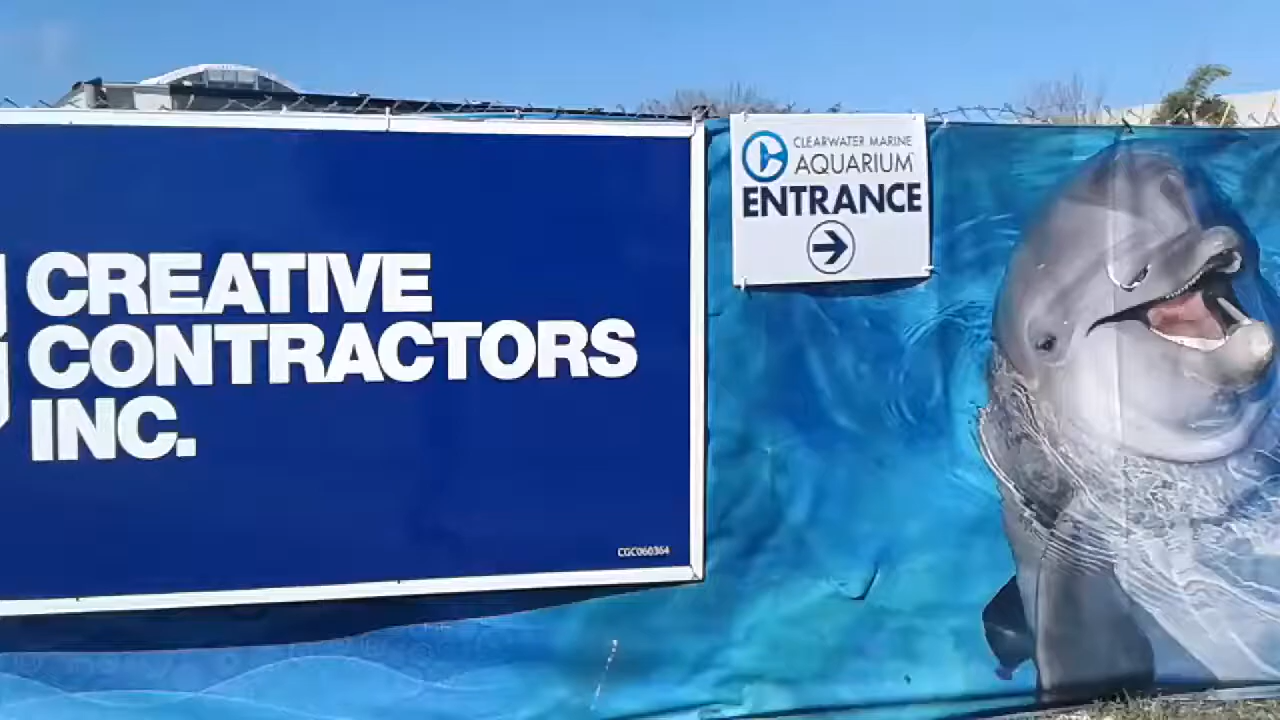 CREATIVE
CONTRACTORS
INC.
CGC060364
CLEARWATER MARINE
AQUARIUM
ENTRANCE